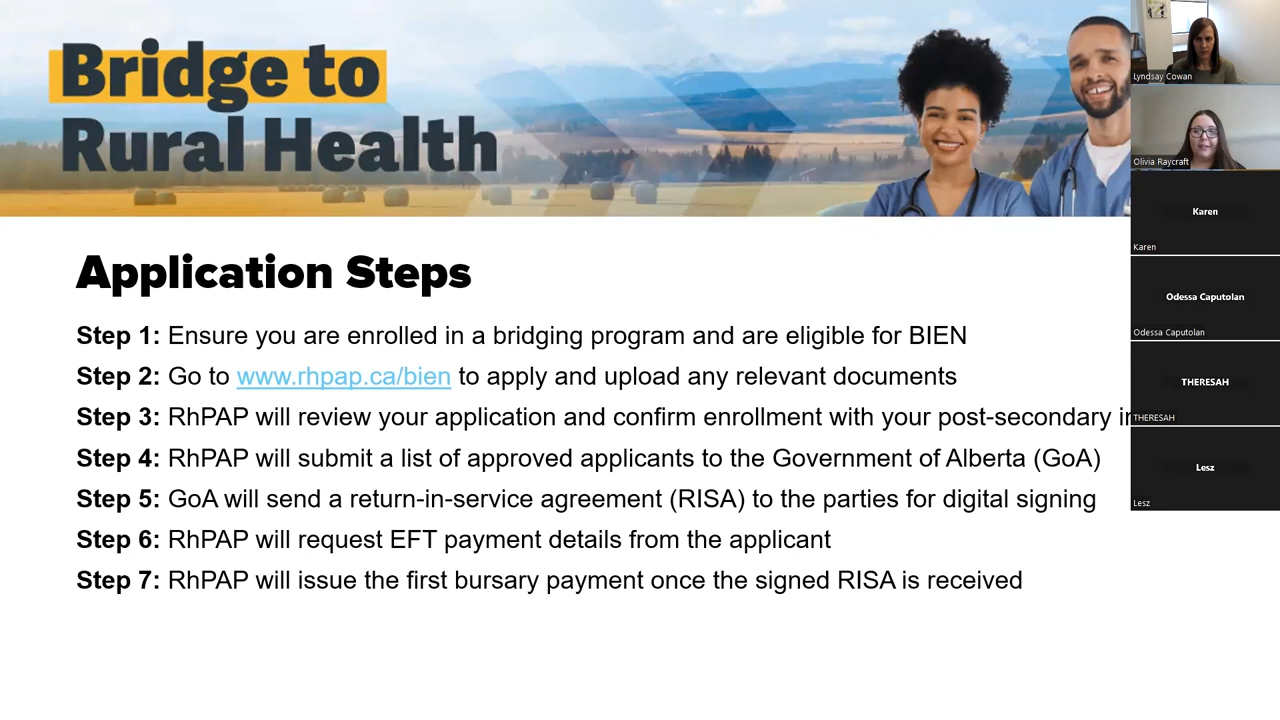 Bridge to
Rural Health
Application Steps
Step 1: Ensure you are enrolled in a bridging program and are eligible for BIEN
Step 2: Go to www.rhpap.ca/bien to apply and upload any relevant documents
Step 3: RhPAP will review your application and confirm enrollment with your post-secondary
Step 4: RhPAP will submit a list of approved applicants to the Government of Alberta (GoA)
Step 5: GoA will send a return-in-service agreement (RISA) to the parties for digital signing
Step 6: RhPAP will request EFT payment details from the applicant
Step 7: RhPAP will issue the first bursary payment once the signed RISA is received
Lyndsay Cowan
Olivia Raycraft
Karen
Karen
Odessa Caputolan
Odessa Caputolan
THERESAH
THERESAH
Lesz
Lesz